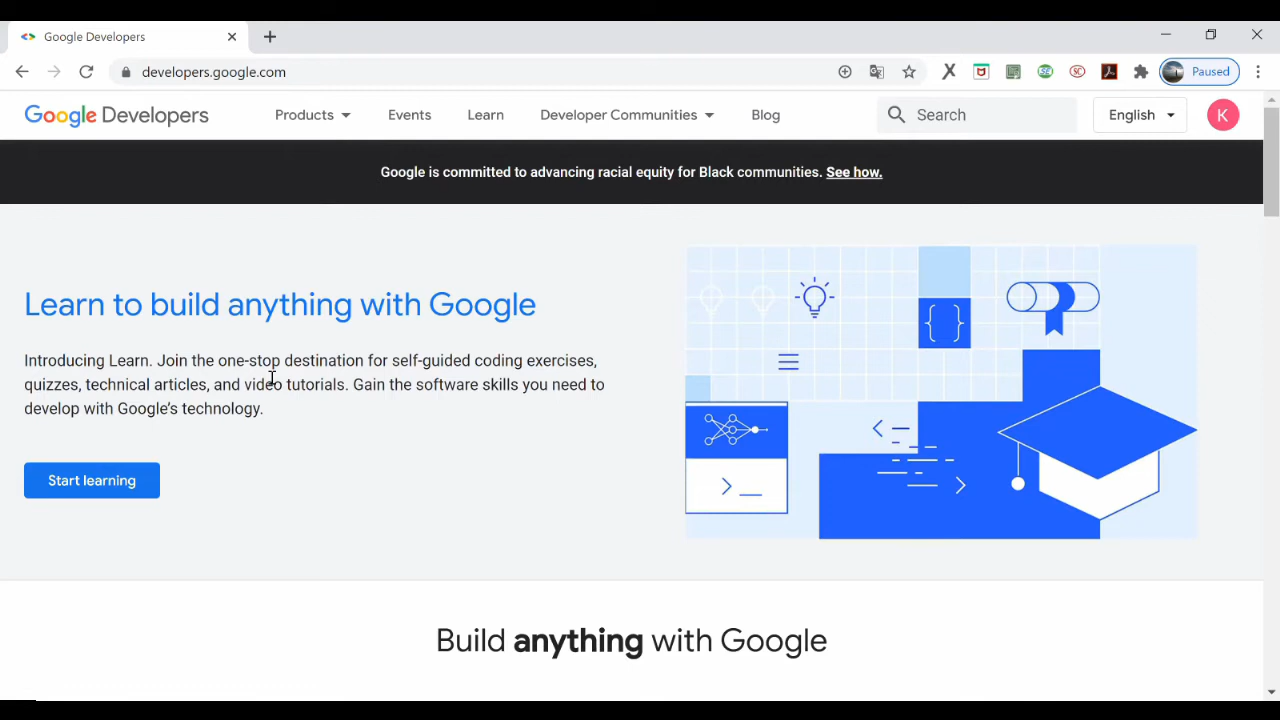 Google Developers
developers.google.com
Paused
Google Developers
Products
Events
Learn
Developer Communities
Blog
Search
English
K
Google is committed to advancing racial equity for Black communities. See how.
Learn to build anything with Google
Introducing Learn. Join the one-stop destination for self-guided coding exercises,
quizzes, technical articles, and video tutorials. Gain the software skills you need to
develop with Google's technology.
Start learning
Build anything with Google